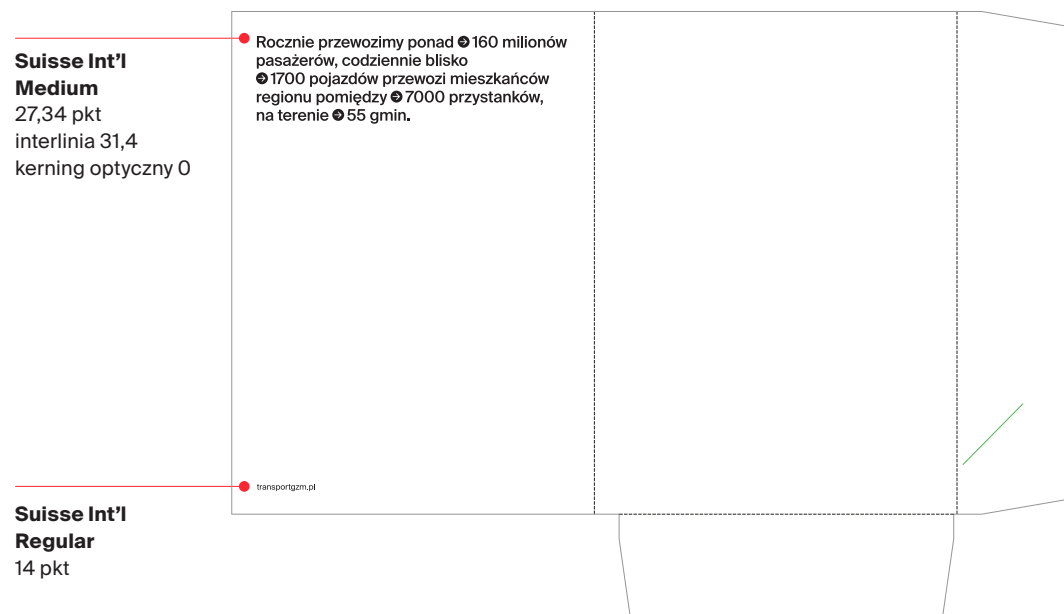 Suisse Int'l
Medium
27,34 pkt
interlinia 31,4
kerning optyczny 0
Rocznie przewozimy ponad ➲ 160 milionów
pasażerów, codziennie blisko
➲ 1700 pojazdów przewozi mieszkańców
regionu pomiędzy ➲ 7000 przystanków,
na terenie ➲ 55 gmin.
transportgzm.pl
Suisse Int'l
Regular
14 pkt